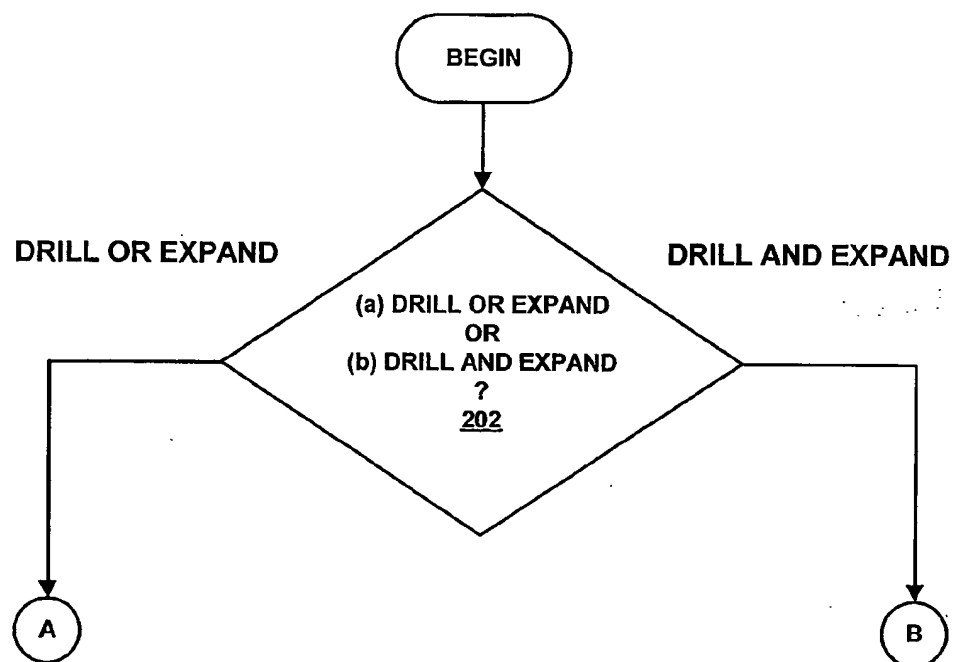 BEGIN
DRILL OR EXPAND
DRILL AND EXPAND
(a) DRILL OR EXPAND
OR
(b) DRILL AND EXPAND
?
202
A
B